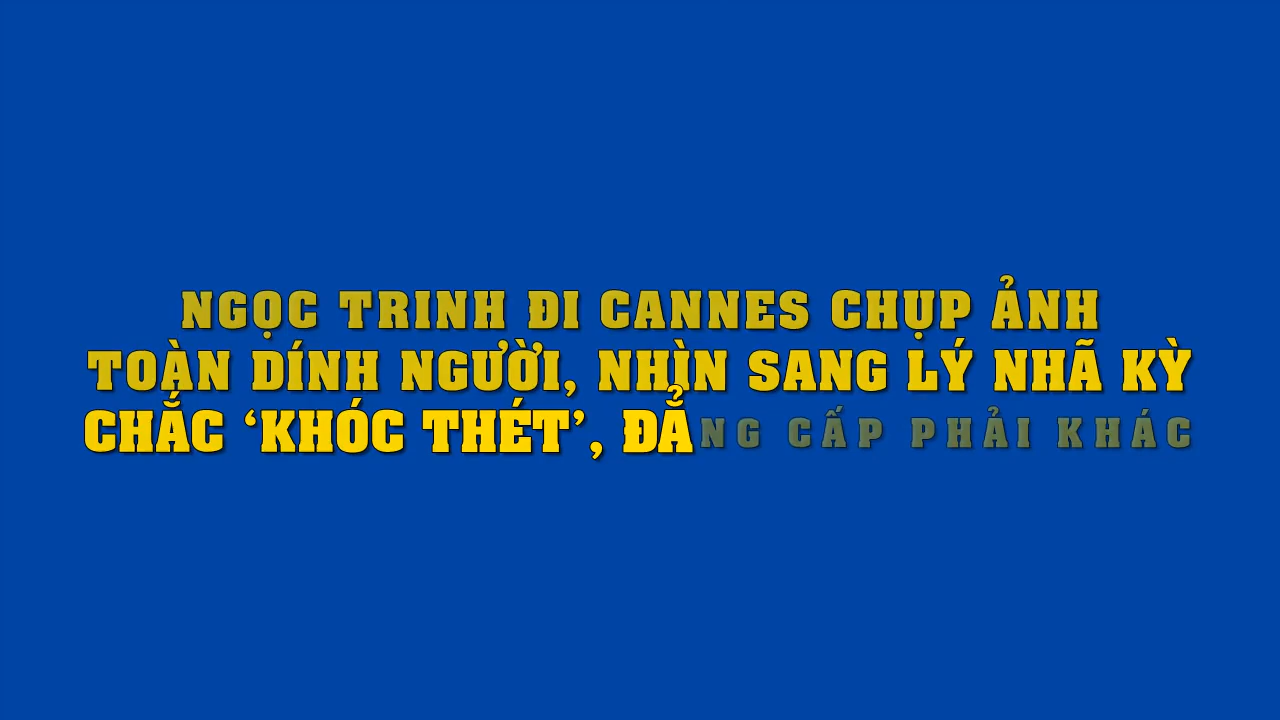 NGỌC TRINH ĐI CANNES CHỤP ẢNH
TOÀN DÍNH NGƯỜI, NHÌN SANG LÝ NHÃ KỲ
CHẮC ‘KHÓC THÉT’, ĐẲNG CẤP PHẢI KHÁC